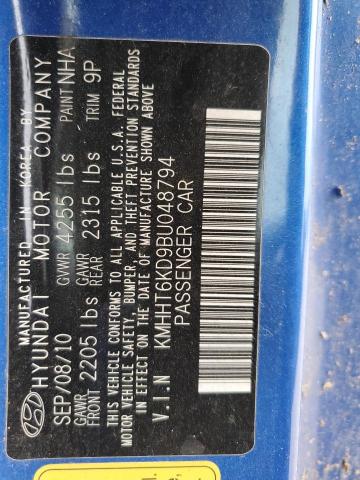 MANUFACTURED IN KOREA BY
HYUNDAI MOTOR COMPANY
SEP/08/10 GVWR 4255 lbs PAINT NHA
GAWR FRONT 2205 lbs GAWR REAR 2315 lbs TRIM 9P
THIS VEHICLE CONFORMS TO ALL APPLICABLE U.S.A. FEDERAL
MOTOR VEHICLE SAFETY, BUMPER, AND THEFT PREVENTION STANDARDS
IN EFFECT ON THE DATE OF MANUFACTURE SHOWN ABOVE
V.I.N KMHHT6KD9BU048794
PASSENGER CAR